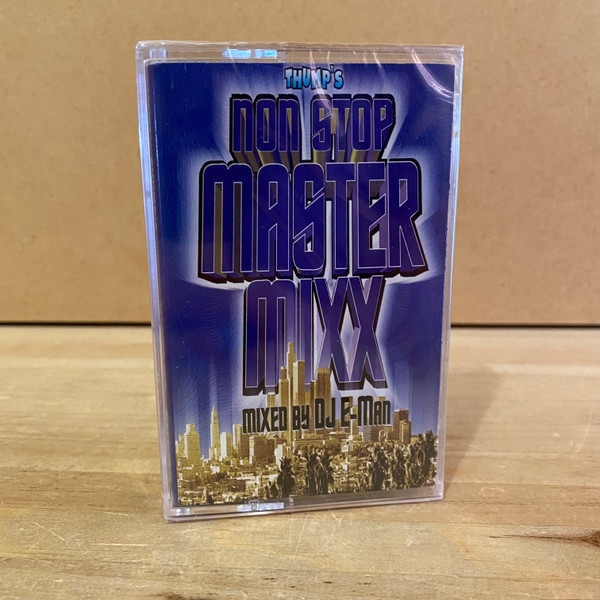 THUMP'S
NON STOP
MASTER
MIXX
MIXED BY DJ E-MAN